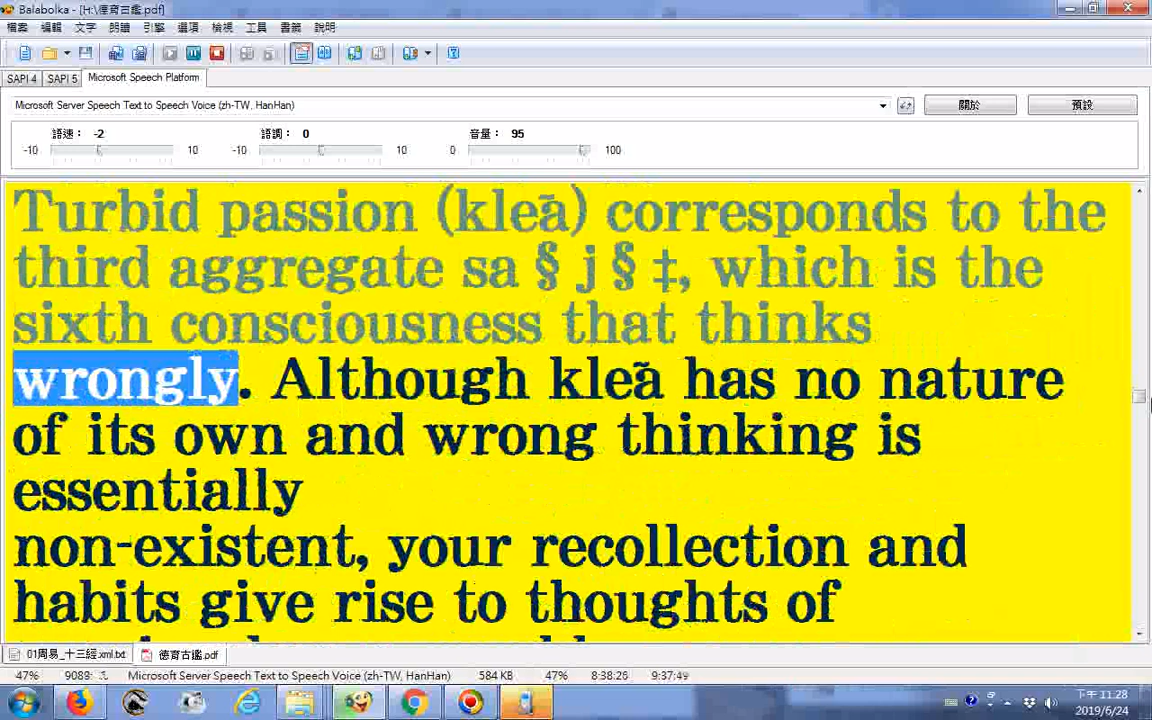 Balabolka - [H:\德育古鑑.pdf]
檔案 編輯 文字 朗讀 引擎 選項 檢視 工具 書籤 說明
SAPI 4 SAPI 5 Microsoft Speech Platform
Microsoft Server Speech Text to Speech Voice (zh-TW, HanHan) 關於 預設
語速： -2 語調： 0 音量： 95
-10 10 -10 10 0 100
Turbid passion (kleã) corresponds to the
third aggregate sa § j § ‡, which is the
sixth consciousness that thinks
wrongly. Although kleã has no nature
of its own and wrong thinking is
essentially
non-existent, your recollection and
habits give rise to thoughts of
01周易_十三經.xml.txt 德育古鑑.pdf
47% Microsoft Server Speech Text to Speech Voice (zh-TW, HanHan) 584 KB 47% 8:38:26 9:37:49
下午 11:28
2019/6/24